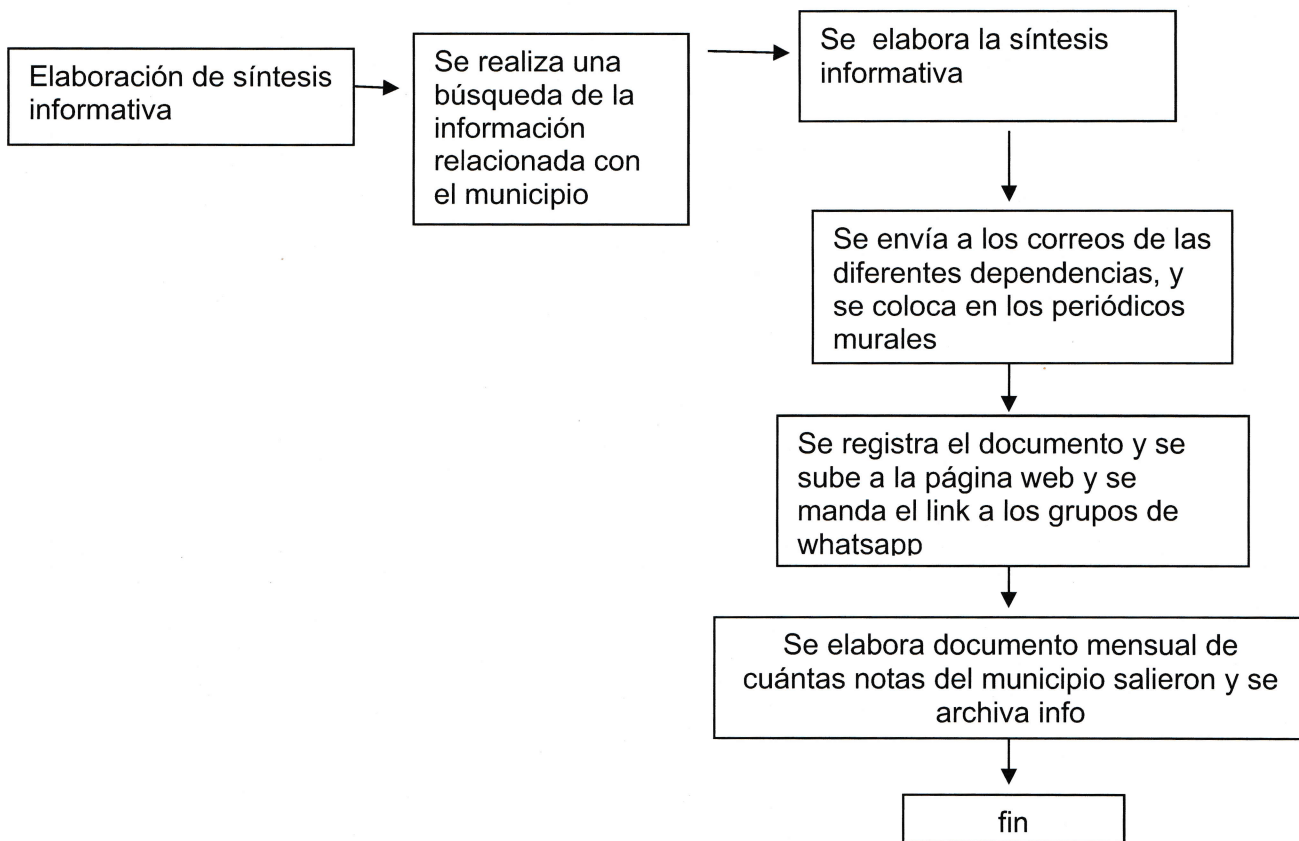 Elaboración de síntesis
informativa
Se realiza una
búsqueda de la
información
relacionada con
el municipio
Se elabora la síntesis
informativa
Se envía a los correos de las
diferentes dependencias, y
se coloca en los periódicos
murales
Se registra el documento y se
sube a la página web y se
manda el link a los grupos de
whatsapp
Se elabora documento mensual de
cuántas notas del municipio salieron y se
archiva info
fin